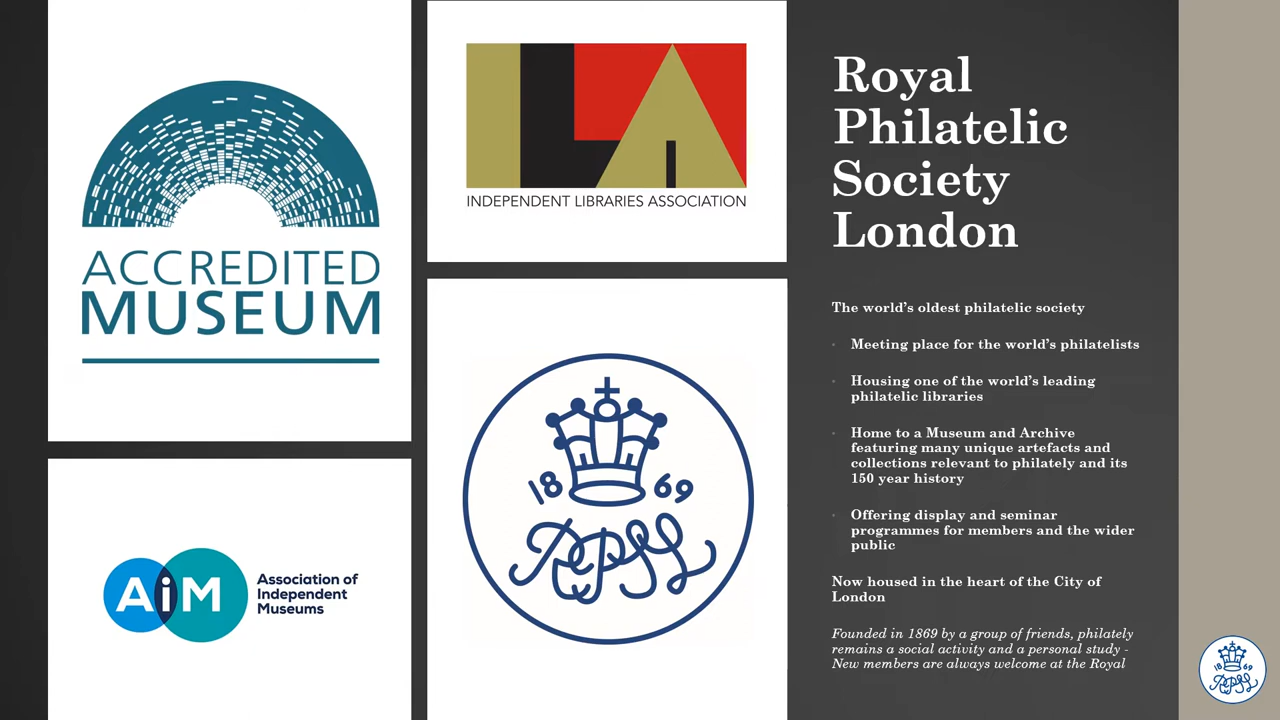 ACCREDITED
MUSEUM
INDEPENDENT LIBRARIES ASSOCIATION
AiM
Association of
Independent
Museums
18 69
RPSL
Royal
Philatelic
Society
London
The world's oldest philatelic society
Meeting place for the world's philatelists
Housing one of the world's leading
philatelic libraries
Home to a Museum and Archive
featuring many unique artefacts and
collections relevant to philately and its
150 year history
Offering display and seminar
programmes for members and the wider
public
Now housed in the heart of the City of
London
Founded in 1869 by a group of friends, philately
remains a social activity and a personal study -
New members are always welcome at the Royal
18 69
RPSL